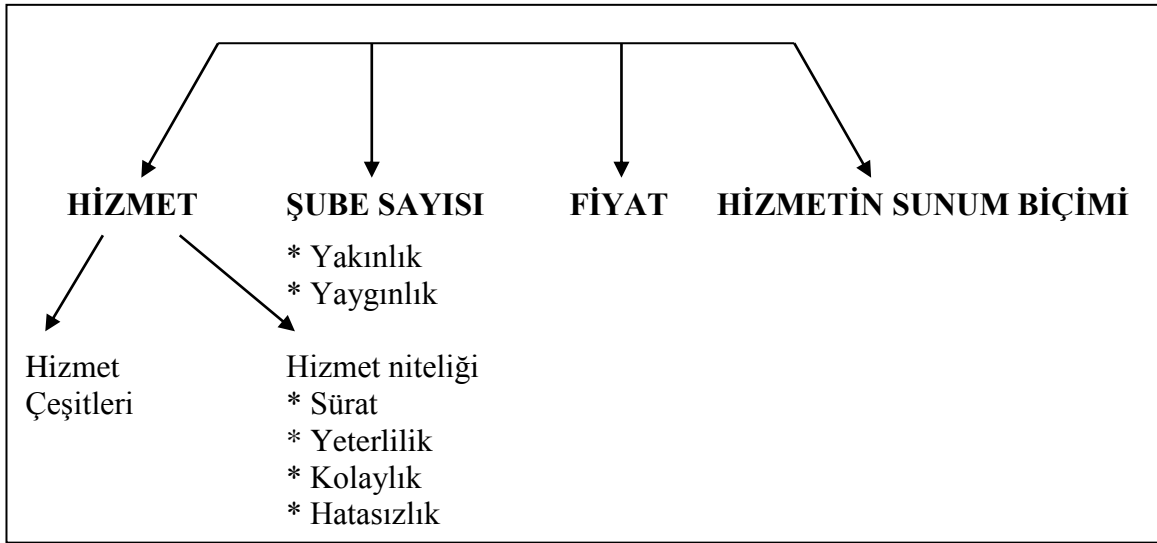 HİZMET ŞUBE SAYISI FİYAT HİZMETİN SUNUM BİÇİMİ
* Yakınlık
* Yaygınlık
Hizmet
Çeşitleri
Hizmet niteliği
* Sürat
* Yeterlilik
* Kolaylık
* Hatasızlık